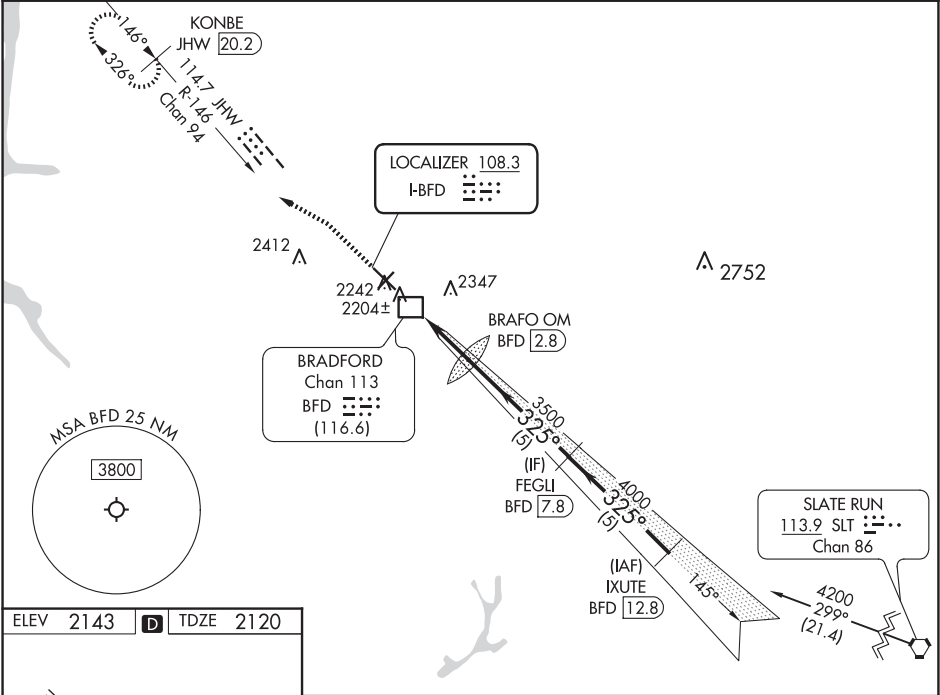 KONBE
JHW 20.2
146°
326°
114.7 JHW
R-146
Chan 94
LOCALIZER 108.3
I-BFD
2412
2242
2204±
2347
2752
BRAFO OM
BFD 2.8
BRADFORD
Chan 113
BFD
(116.6)
MSA BFD 25 NM
3800
3500
325°
(5)
(IF)
FEGLI
BFD 7.8
4000
325°
(5)
(IAF)
IXUTE
BFD 12.8
145°
SLATE RUN
113.9 SLT
Chan 86
4200
299°
(21.4)
ELEV 2143 D TDZE 2120